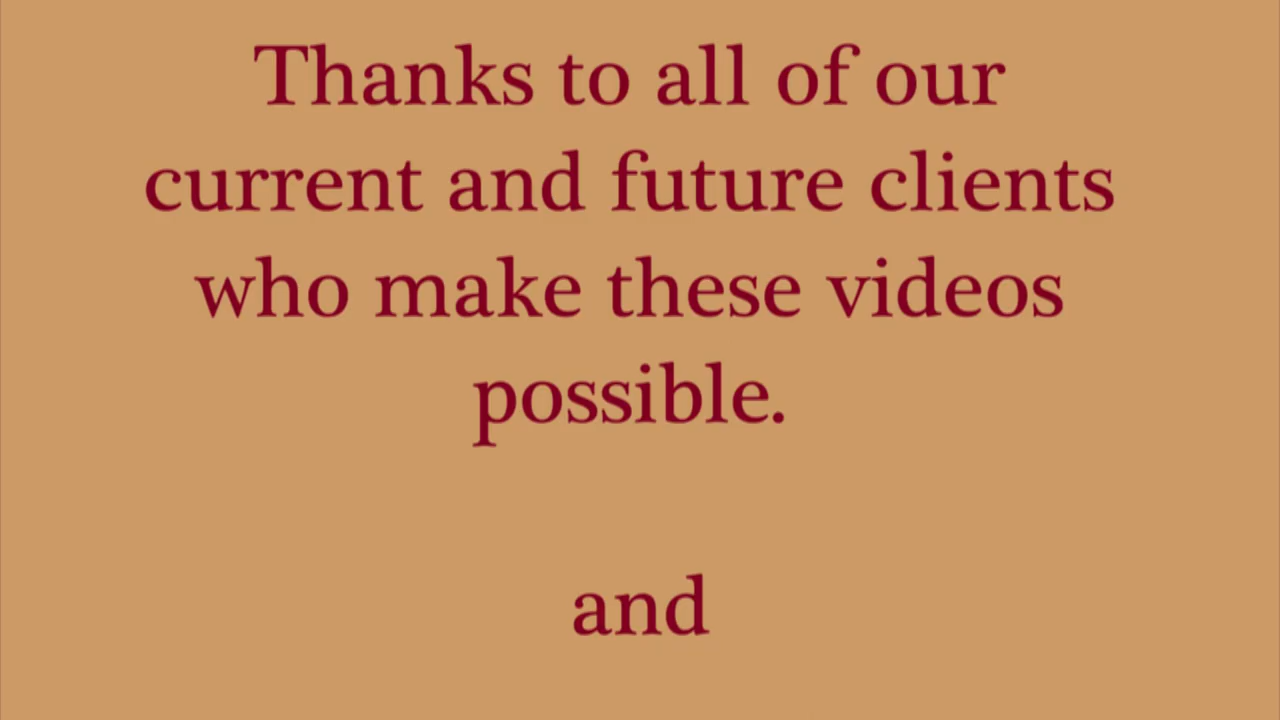 Thanks to all of our
current and future clients
who make these videos
possible.
and